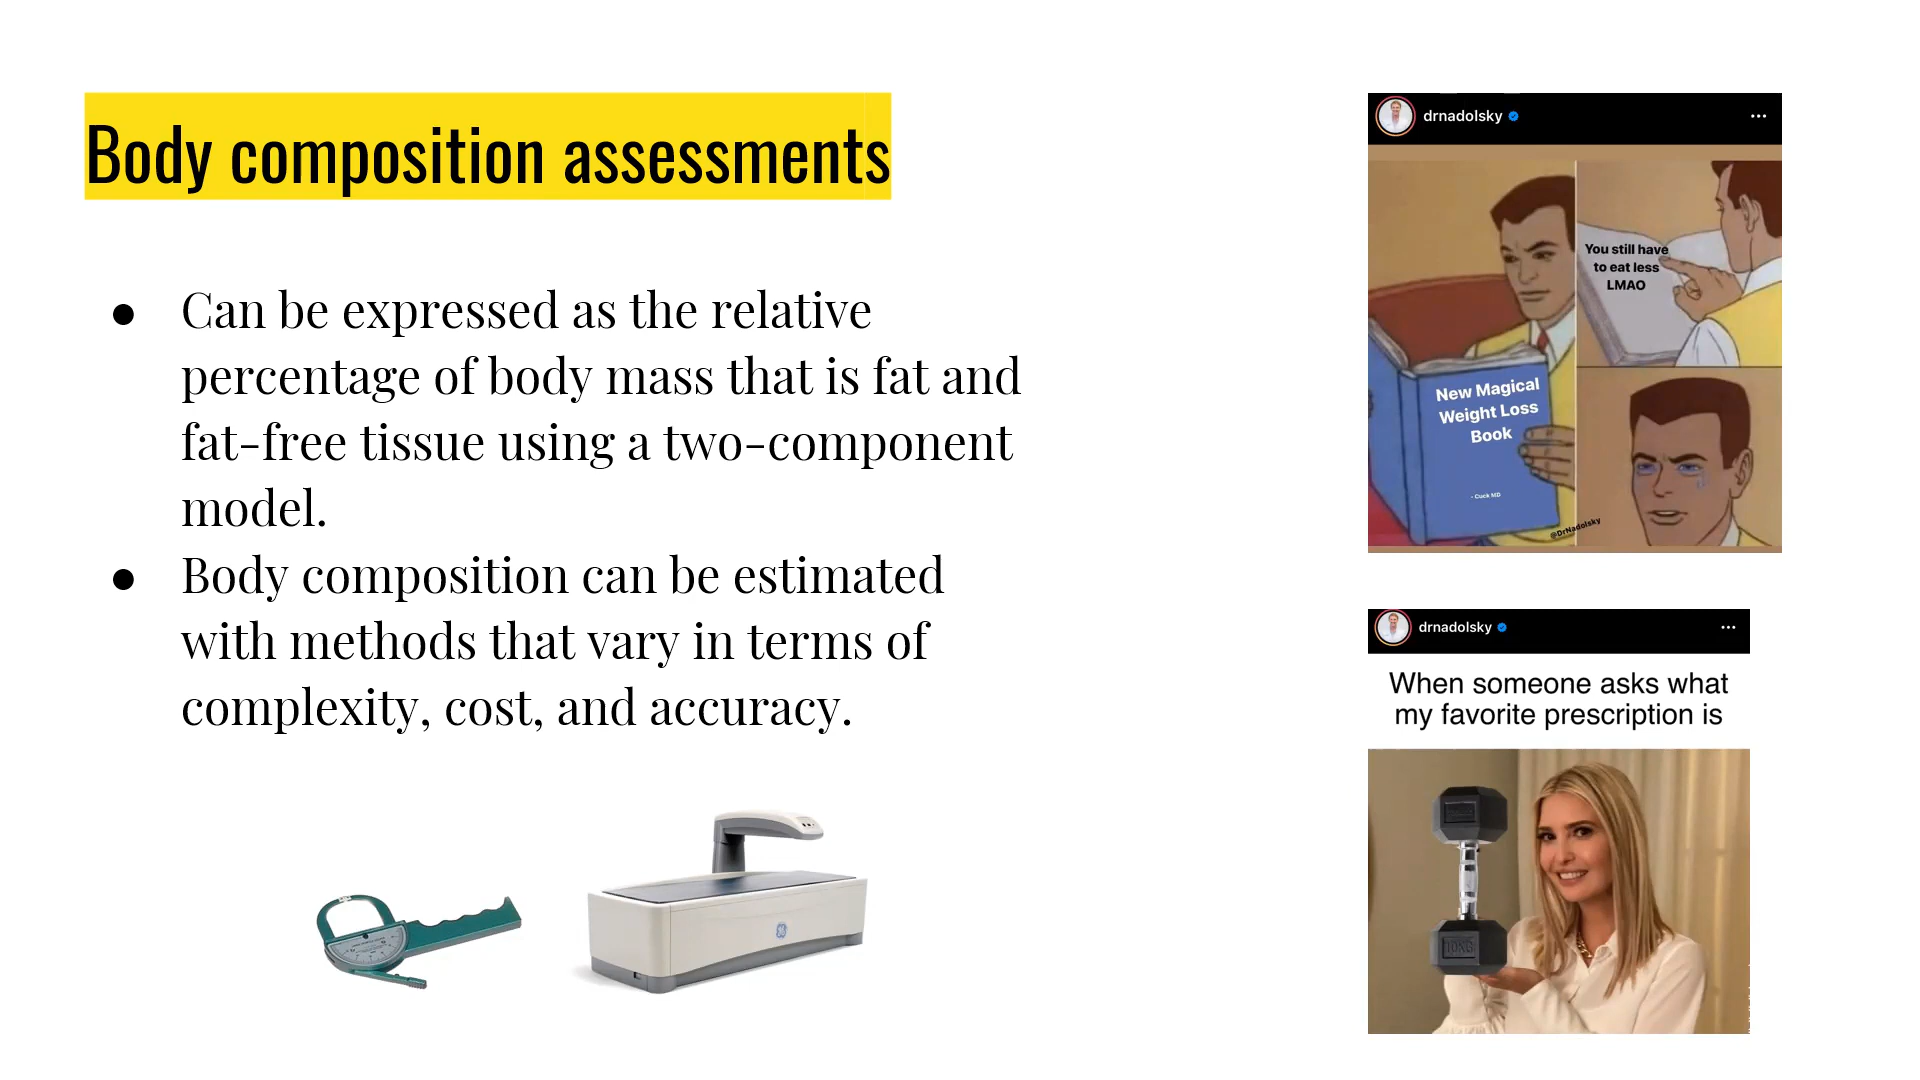 Body composition assessments
● Can be expressed as the relative
percentage of body mass that is fat and
fat-free tissue using a two-component
model.
● Body composition can be estimated
with methods that vary in terms of
complexity, cost, and accuracy.
drnadolsky
You still have
to eat less
LMAO
New Magical
Weight Loss
Book
- Cuck MD
@DrNadolsky
drnadolsky
When someone asks what
my favorite prescription is